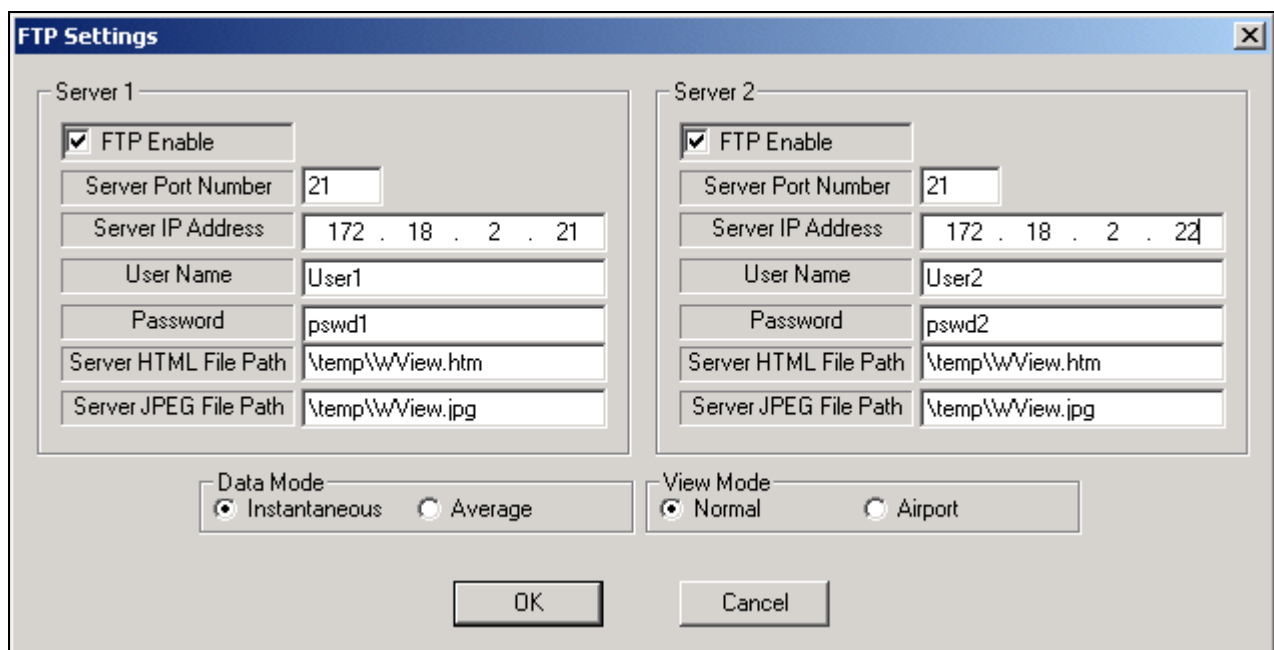 FTP Settings
Server 1
FTP Enable
Server Port Number 21
Server IP Address 172 . 18 . 2 . 21
User Name User1
Password pswd1
Server HTML File Path \temp\WView.htm
Server JPEG File Path \temp\WView.jpg
Server 2
FTP Enable
Server Port Number 21
Server IP Address 172 . 18 . 2 . 22
User Name User2
Password pswd2
Server HTML File Path \temp\WView.htm
Server JPEG File Path \temp\WView.jpg
Data Mode
Instantaneous Average
View Mode
Normal Airport
OK Cancel